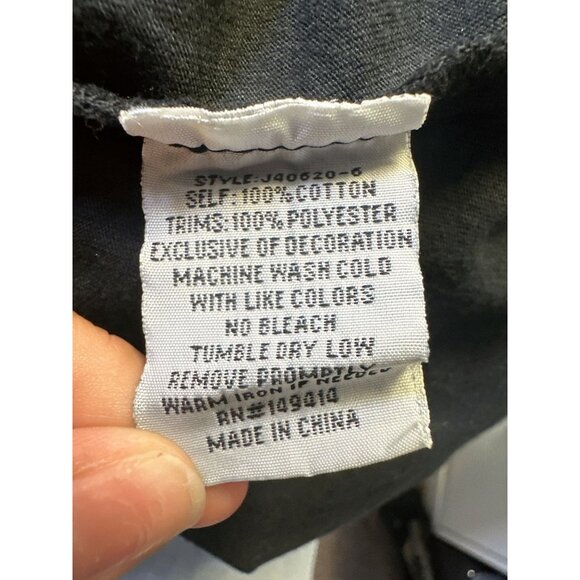 STYLE:J40620-6
SELF:100%COTTON
TRIMS:100% POLYESTER
EXCLUSIVE OF DECORATION
MACHINE WASH COLD
WITH LIKE COLORS
NO BLEACH
TUMBLE DRY LOW
REMOVE PROMPTLY
WARM IRON IF NEEDED
RN#149414
MADE IN CHINA